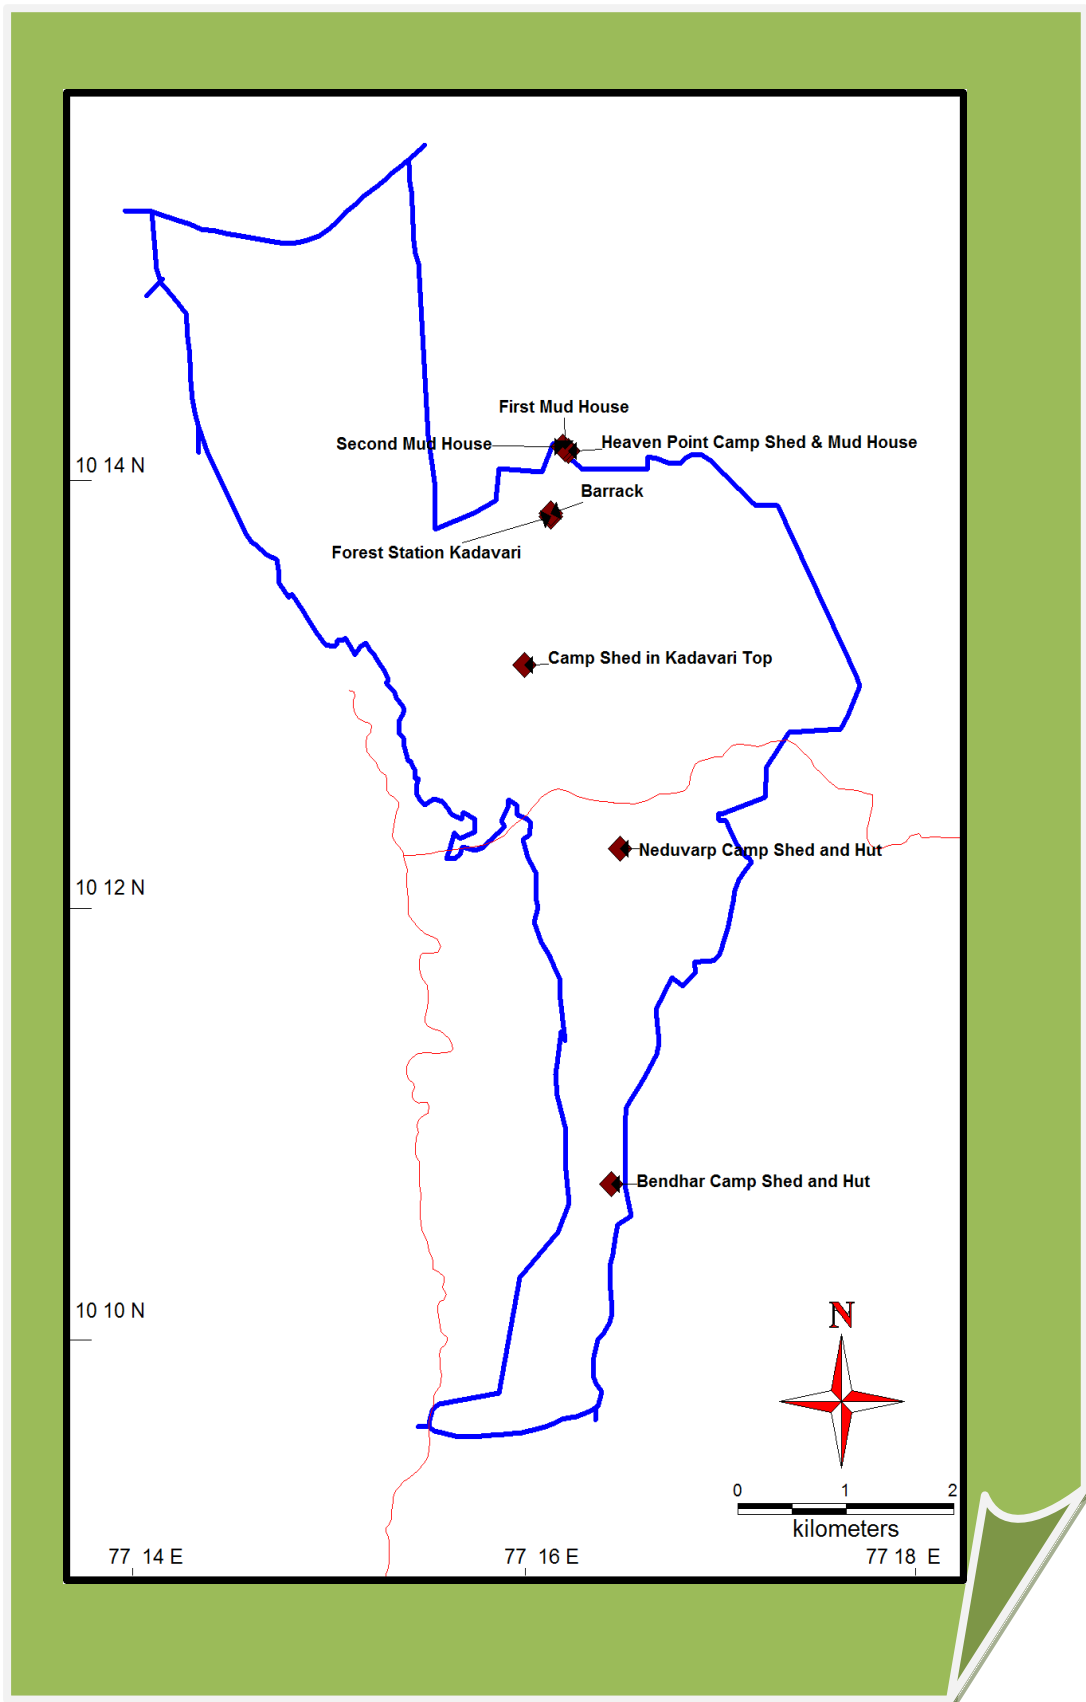 First Mud House
Second Mud House
Heaven Point Camp Shed & Mud House
10 14 N
Barrack
Forest Station Kadavari
Camp Shed in Kadavari Top
Neduvarp Camp Shed and Hut
10 12 N
Bendhar Camp Shed and Hut
10 10 N
N
0 1 2
kilometers
77 14 E 77 16 E 77 18 E